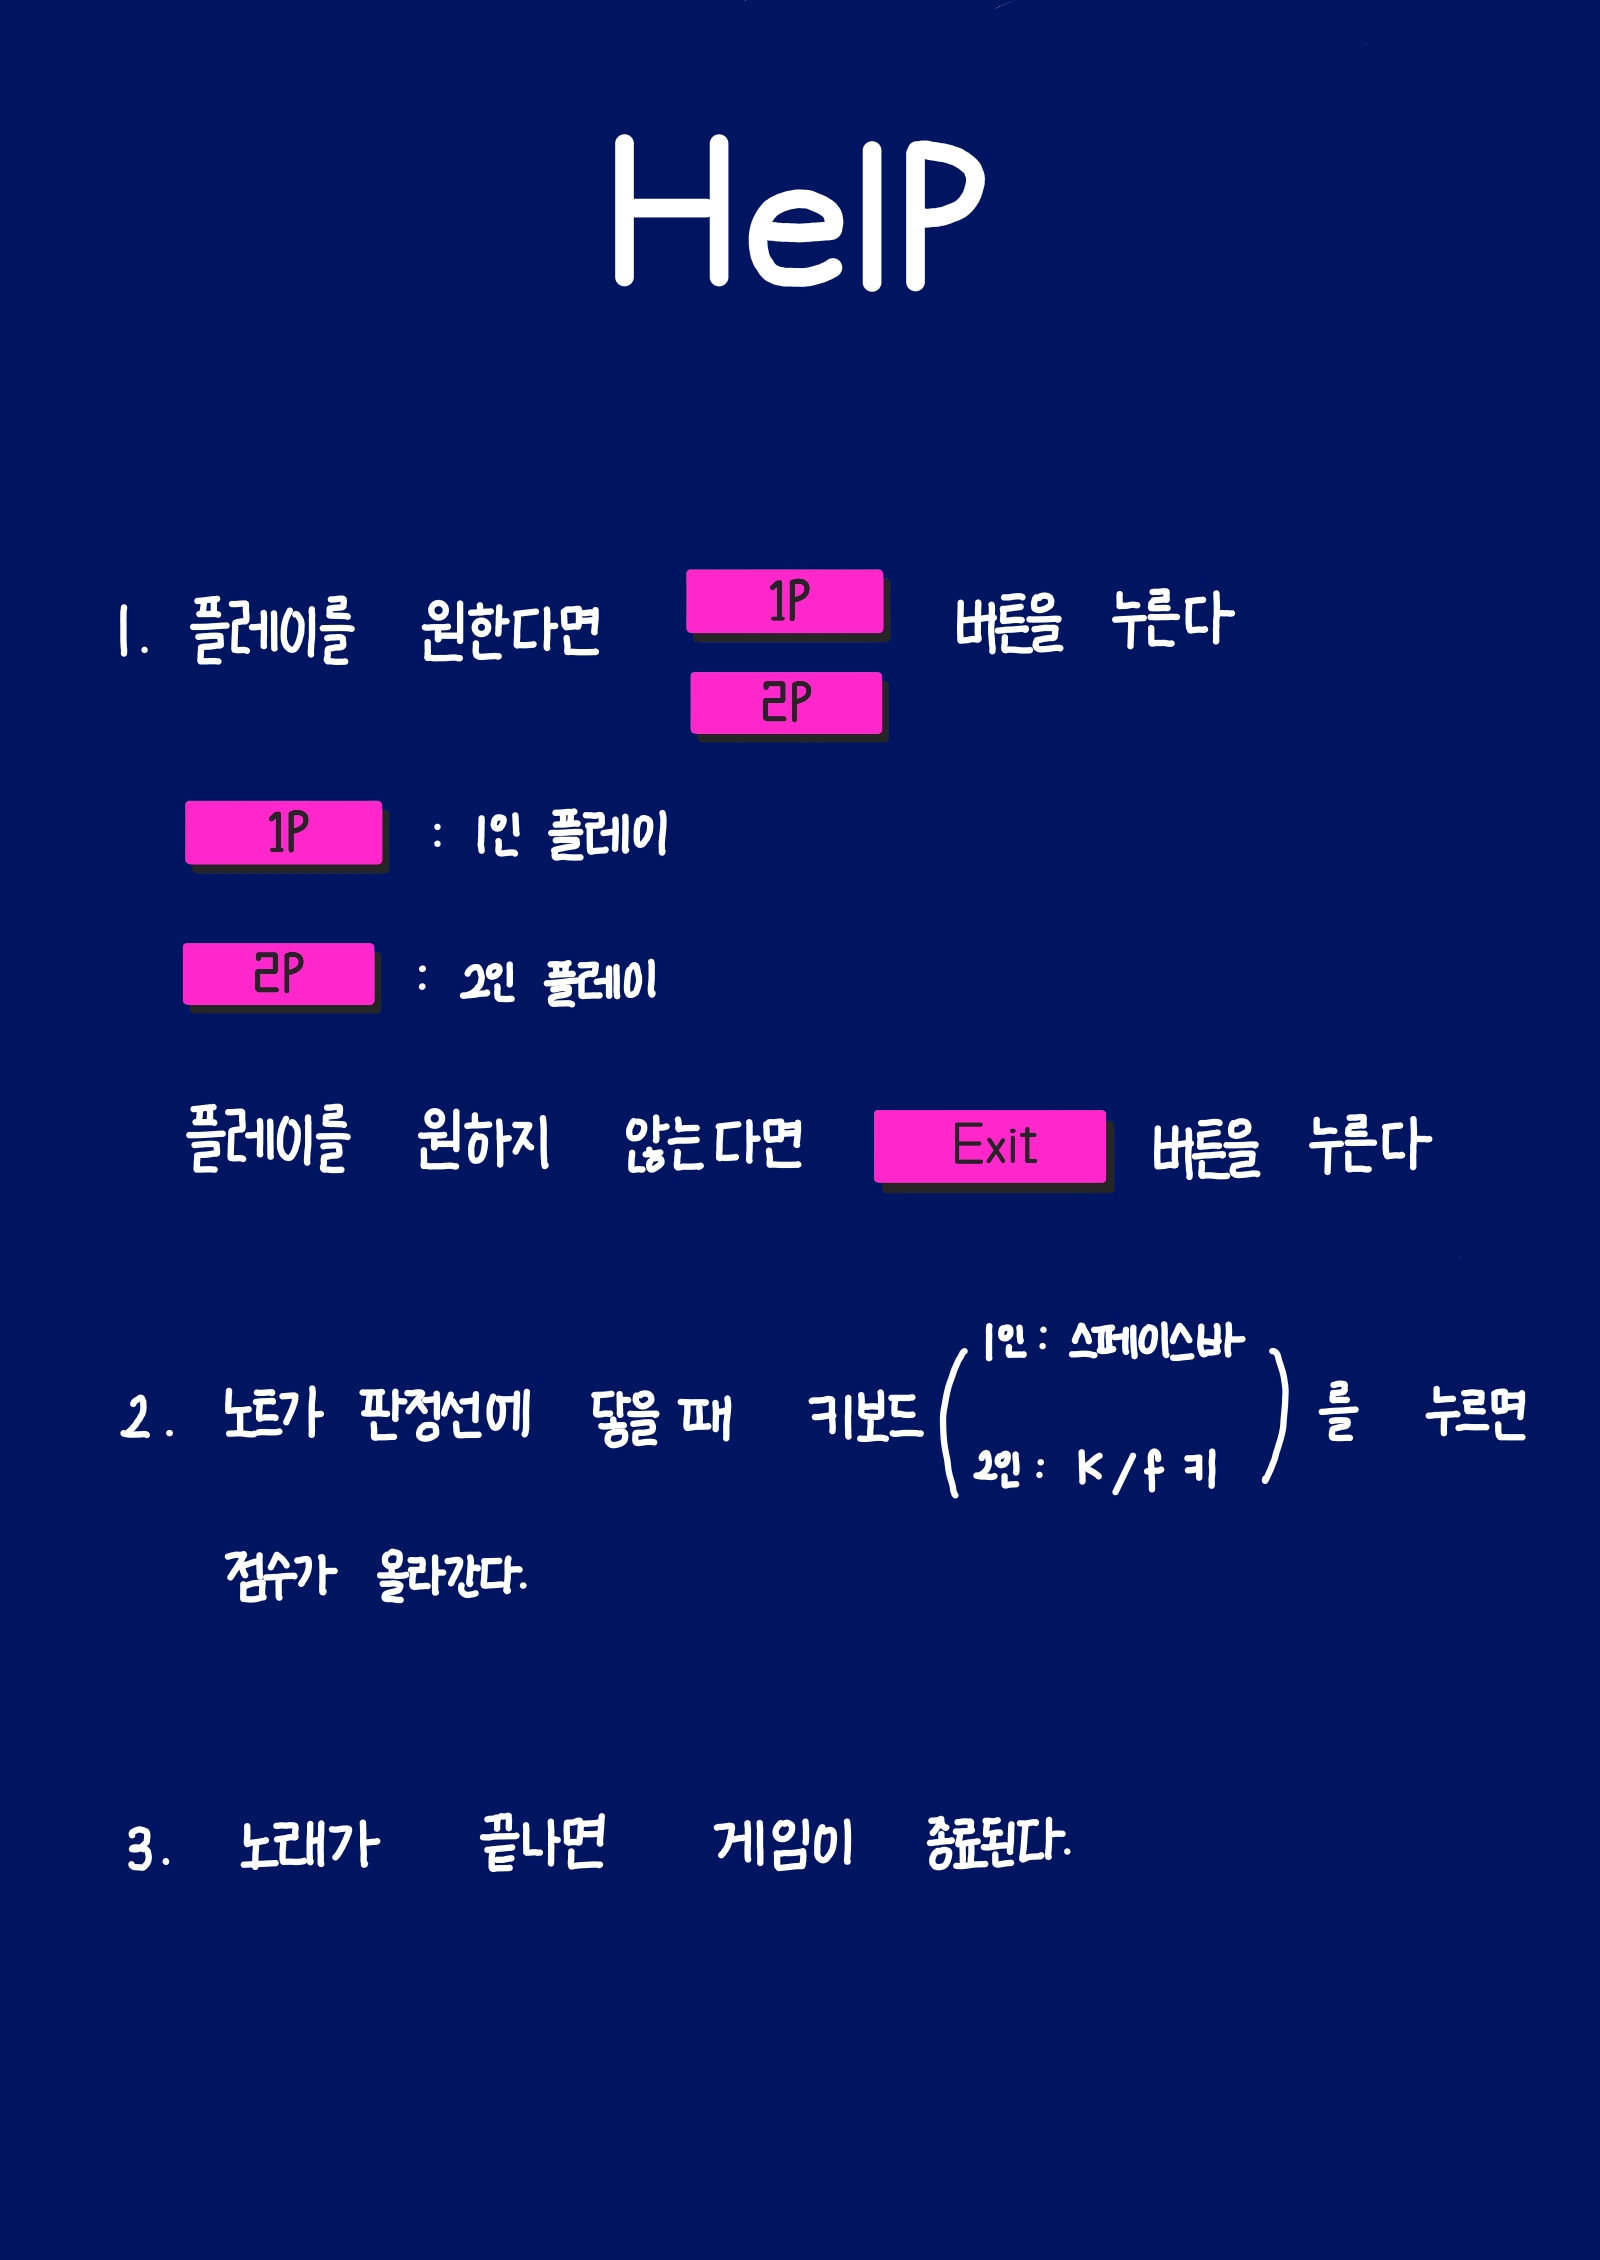 HelP
1. 플레이를 원한다면 1P 버튼을 누른다
2P
1P : 1인 플레이
2P : 2인 플레이
플레이를 원하지 않는다면 Exit 버튼을 누른다
1인 : 스페이스바
2. 노트가 판정선에 닿을 때 키보드 ( ) 를 누르면
2인 : K / f 키
점수가 올라간다.
3. 노래가 끝나면 게임이 종료된다.